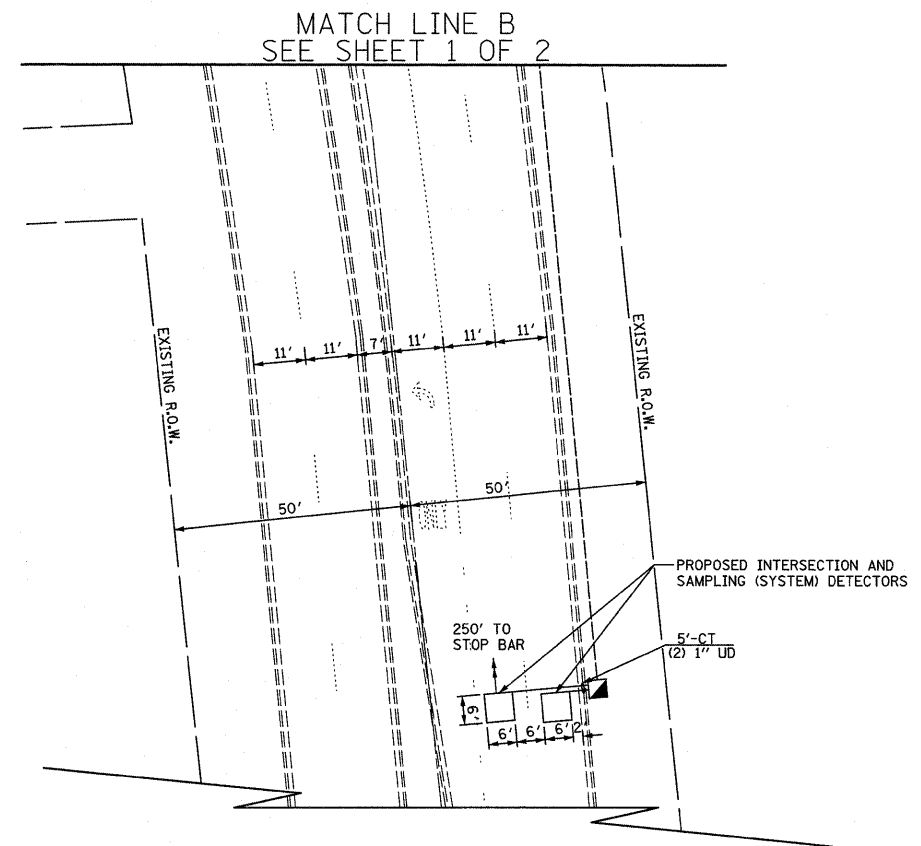 MATCH LINE B
SEE SHEET 1 OF 2
11'
11'
7'
11'
11'
11'
EXISTING R.O.W.
EXISTING R.O.W.
50'
50'
PROPOSED INTERSECTION AND
SAMPLING (SYSTEM) DETECTORS
250' TO
STOP BAR
5'-CT
(2) 1" UD
6'
6'
6'
6'
2'